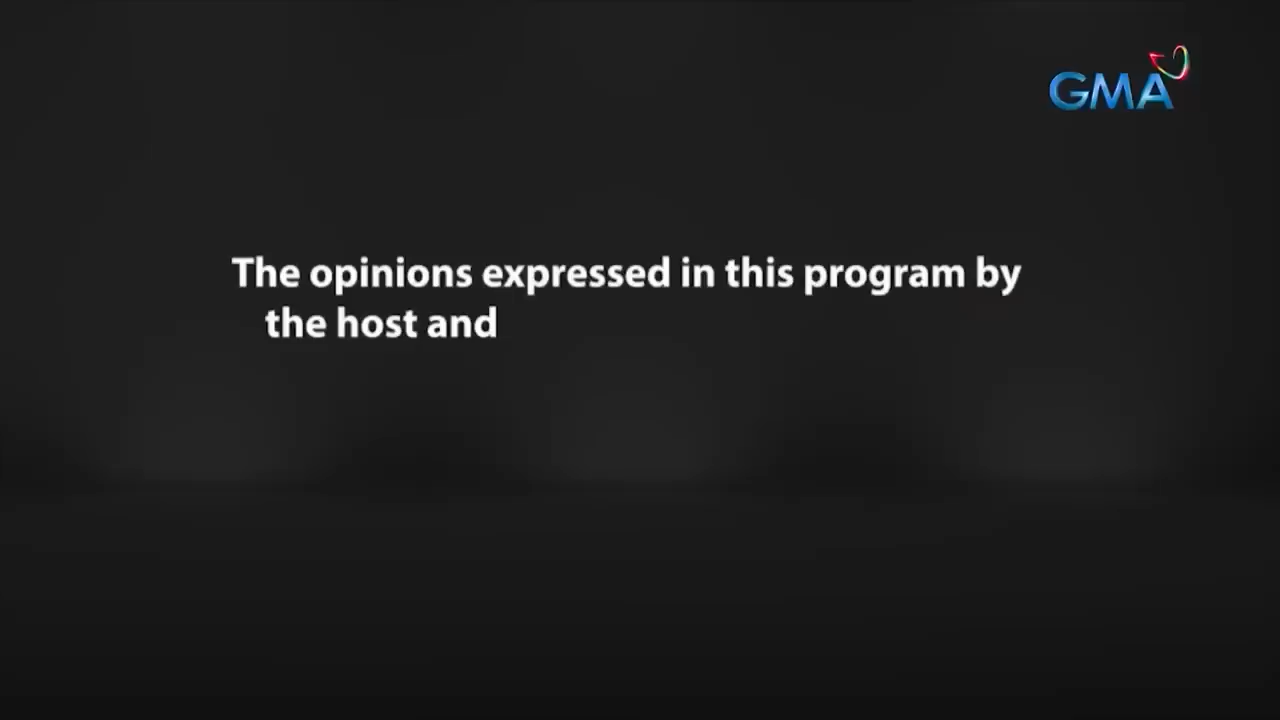 GMA
The opinions expressed in this program by
the host and